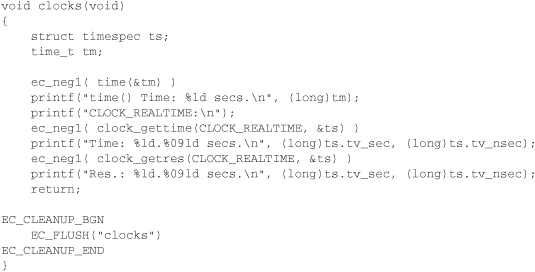 void clocks(void)
{
    struct timespec ts;
    time_t tm;

    ec_neg1( time(&tm) )
    printf("time() Time: %ld secs.\n", (long)tm);
    printf("CLOCK_REALTIME:\n");
    ec_neg1( clock_gettime(CLOCK_REALTIME, &ts) )
    printf("Time: %ld.%09ld secs.\n", (long)ts.tv_sec, (long)ts.tv_nsec);
    ec_neg1( clock_getres(CLOCK_REALTIME, &ts) )
    printf("Res.: %ld.%09ld secs.\n", (long)ts.tv_sec, (long)ts.tv_nsec);
    return;

EC_CLEANUP_BGN
    EC_FLUSH("clocks")
EC_CLEANUP_END
}